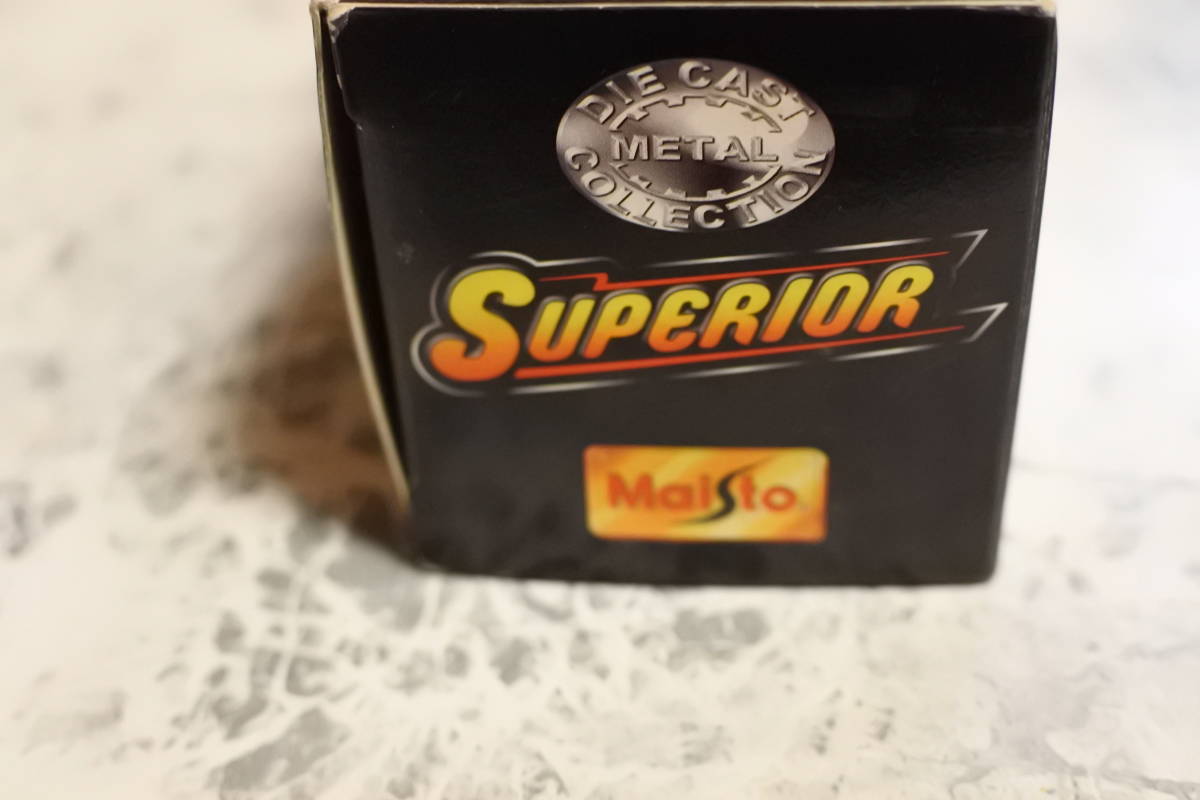 DIE CAST
METAL
COLLECTION
SUPERIOR
Maisto